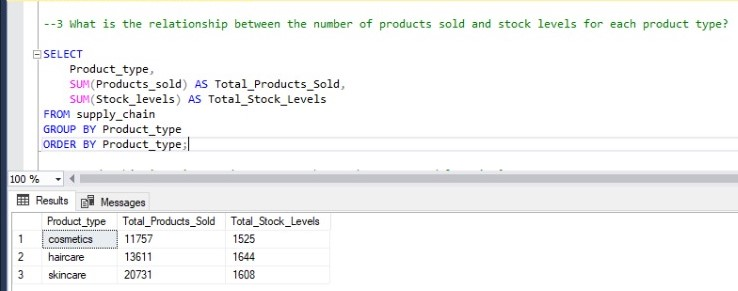 --3 What is the relationship between the number of products sold and stock levels for each product type?
SELECT
Product_type,
SUM(Products_sold) AS Total_Products_Sold,
SUM(Stock_levels) AS Total_Stock_Levels
FROM supply_chain
GROUP BY Product_type
ORDER BY Product_type;
100 %
Results Messages
Product_type Total_Products_Sold Total_Stock_Levels
1 cosmetics 11757 1525
2 haircare 13611 1644
3 skincare 20731 1608